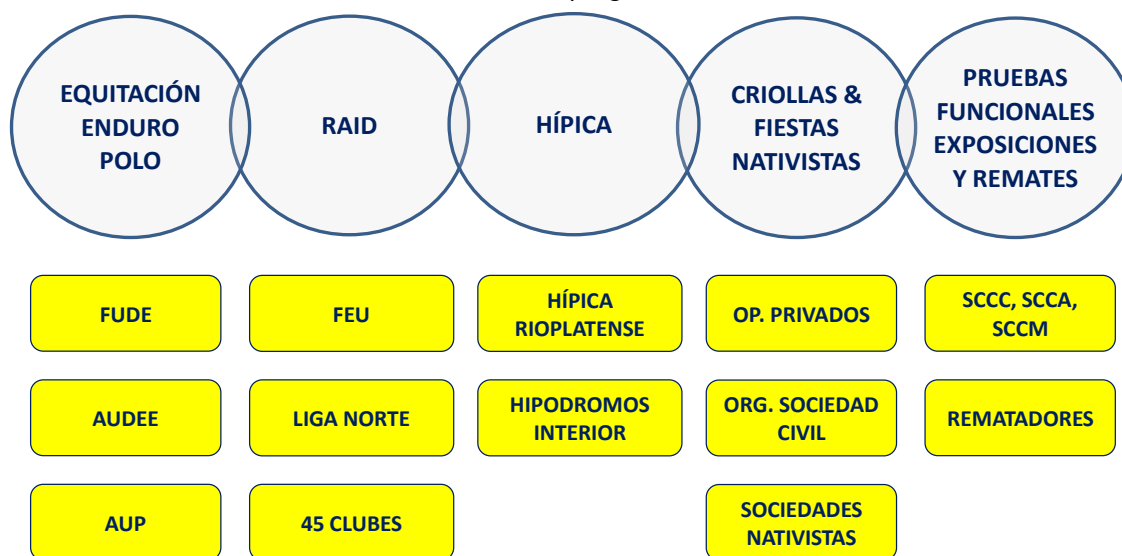 EQUITACIÓN
ENDURO
POLO
RAID
HÍPICA
CRIOLLAS &
FIESTAS
NATIVISTAS
PRUEBAS
FUNCIONALES
EXPOSICIONES
Y REMATES
FUDE
FEU
HÍPICA
RIOPLATENSE
OP. PRIVADOS
SCCC, SCCA,
SCCM
AUDEE
LIGA NORTE
HIPODROMOS
INTERIOR
ORG. SOCIEDAD
CIVIL
REMATADORES
AUP
45 CLUBES
SOCIEDADES
NATIVISTAS